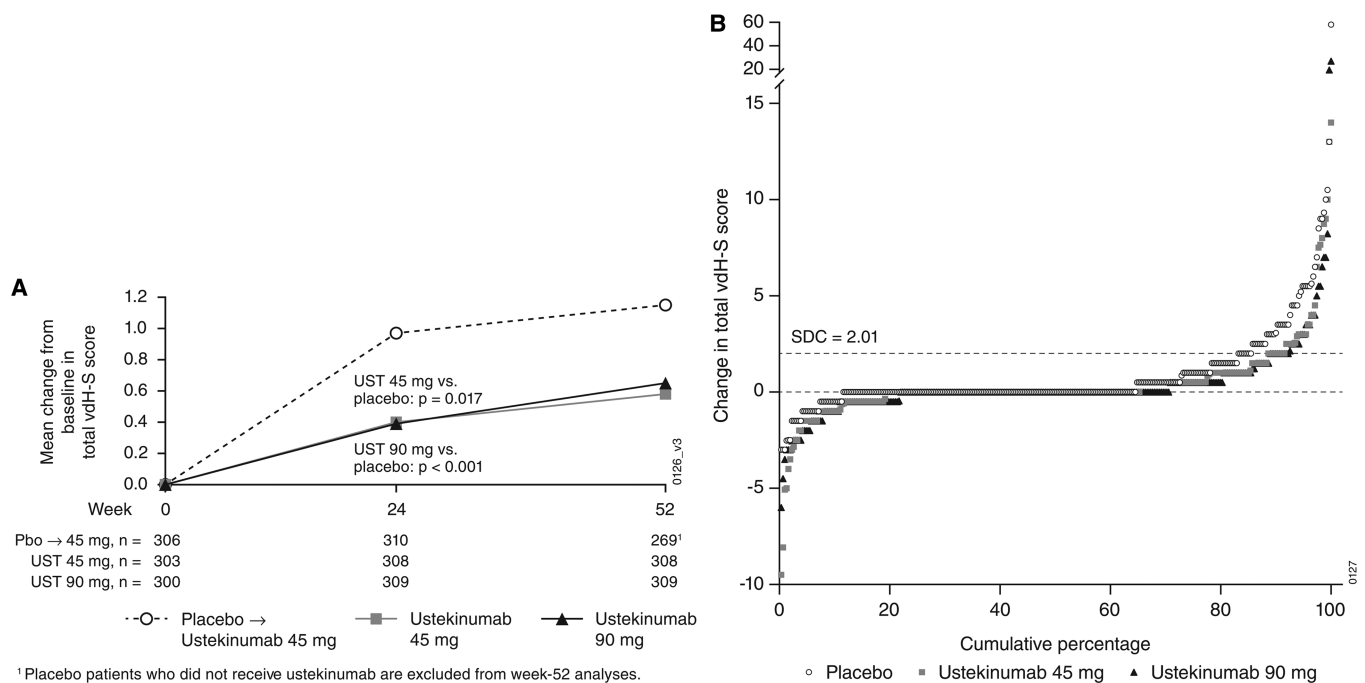 A
Mean change from
baseline in
total vdH-S score
1.2
1.0
0.8
0.6
0.4
0.2
0.0
UST 45 mg vs.
placebo: p = 0.017
UST 90 mg vs.
placebo: p < 0.001
0126_v3
Week 0 24 52
Pbo → 45 mg, n = 306 310 269¹
UST 45 mg, n = 303 308 308
UST 90 mg, n = 300 309 309
Placebo →
Ustekinumab 45 mg
Ustekinumab
45 mg
Ustekinumab
90 mg
¹ Placebo patients who did not receive ustekinumab are excluded from week-52 analyses.
B
Change in total vdH-S score
60
40
20
15
10
5
0
-5
-10
SDC = 2.01
0127
0 20 40 60 80 100
Cumulative percentage
Placebo Ustekinumab 45 mg Ustekinumab 90 mg